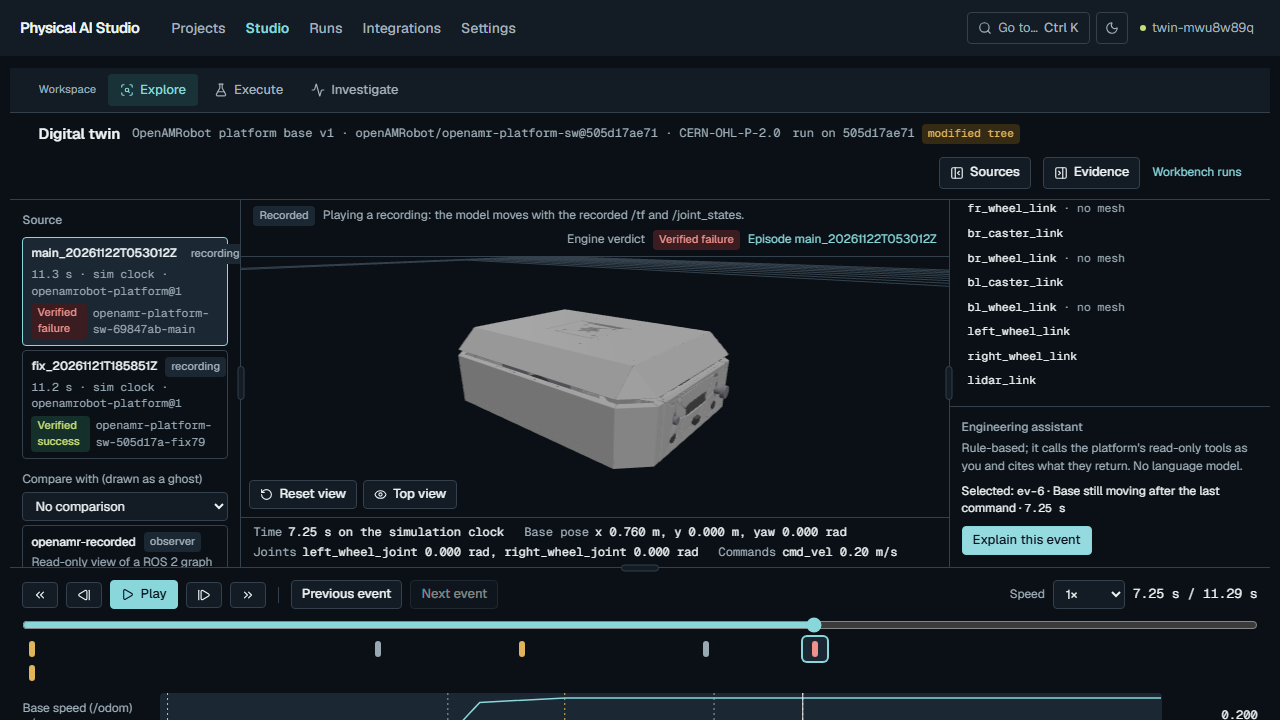 Physical AI Studio Projects Studio Runs Integrations Settings Go to... Ctrl K twin-mwu8w89q
Workspace Explore Execute Investigate
Digital twin OpenAMRobot platform base v1 · openAMRobot/openamr-platform-sw@505d17ae71 · CERN-OHL-P-2.0 run on 505d17ae71 modified tree
Sources Evidence Workbench runs
Source
main_20261122T053012Z recording
11.3 s · sim clock ·
openamrobot-platform@1
Verified failure openamr-platform-sw-69847ab-main
fix_20261121T185851Z recording
11.2 s · sim clock ·
openamrobot-platform@1
Verified success openamr-platform-sw-505d17a-fix79
Compare with (drawn as a ghost)
No comparison
openamr-recorded observer
Read-only view of a ROS 2 graph
Recorded Playing a recording: the model moves with the recorded /tf and /joint_states.
Engine verdict Verified failure Episode main_20261122T053012Z
Reset view Top view
Time 7.25 s on the simulation clock Base pose x 0.760 m, y 0.000 m, yaw 0.000 rad
Joints left_wheel_joint 0.000 rad, right_wheel_joint 0.000 rad Commands cmd_vel 0.20 m/s
fr_wheel_link · no mesh
br_caster_link
br_wheel_link · no mesh
bl_caster_link
bl_wheel_link · no mesh
left_wheel_link
right_wheel_link
lidar_link
Engineering assistant
Rule-based; it calls the platform's read-only tools as
you and cites what they return. No language model.
Selected: ev-6 · Base still moving after the last
command · 7.25 s
Explain this event
Play Previous event Next event Speed 1× 7.25 s / 11.29 s
Base speed (/odom) 0.200